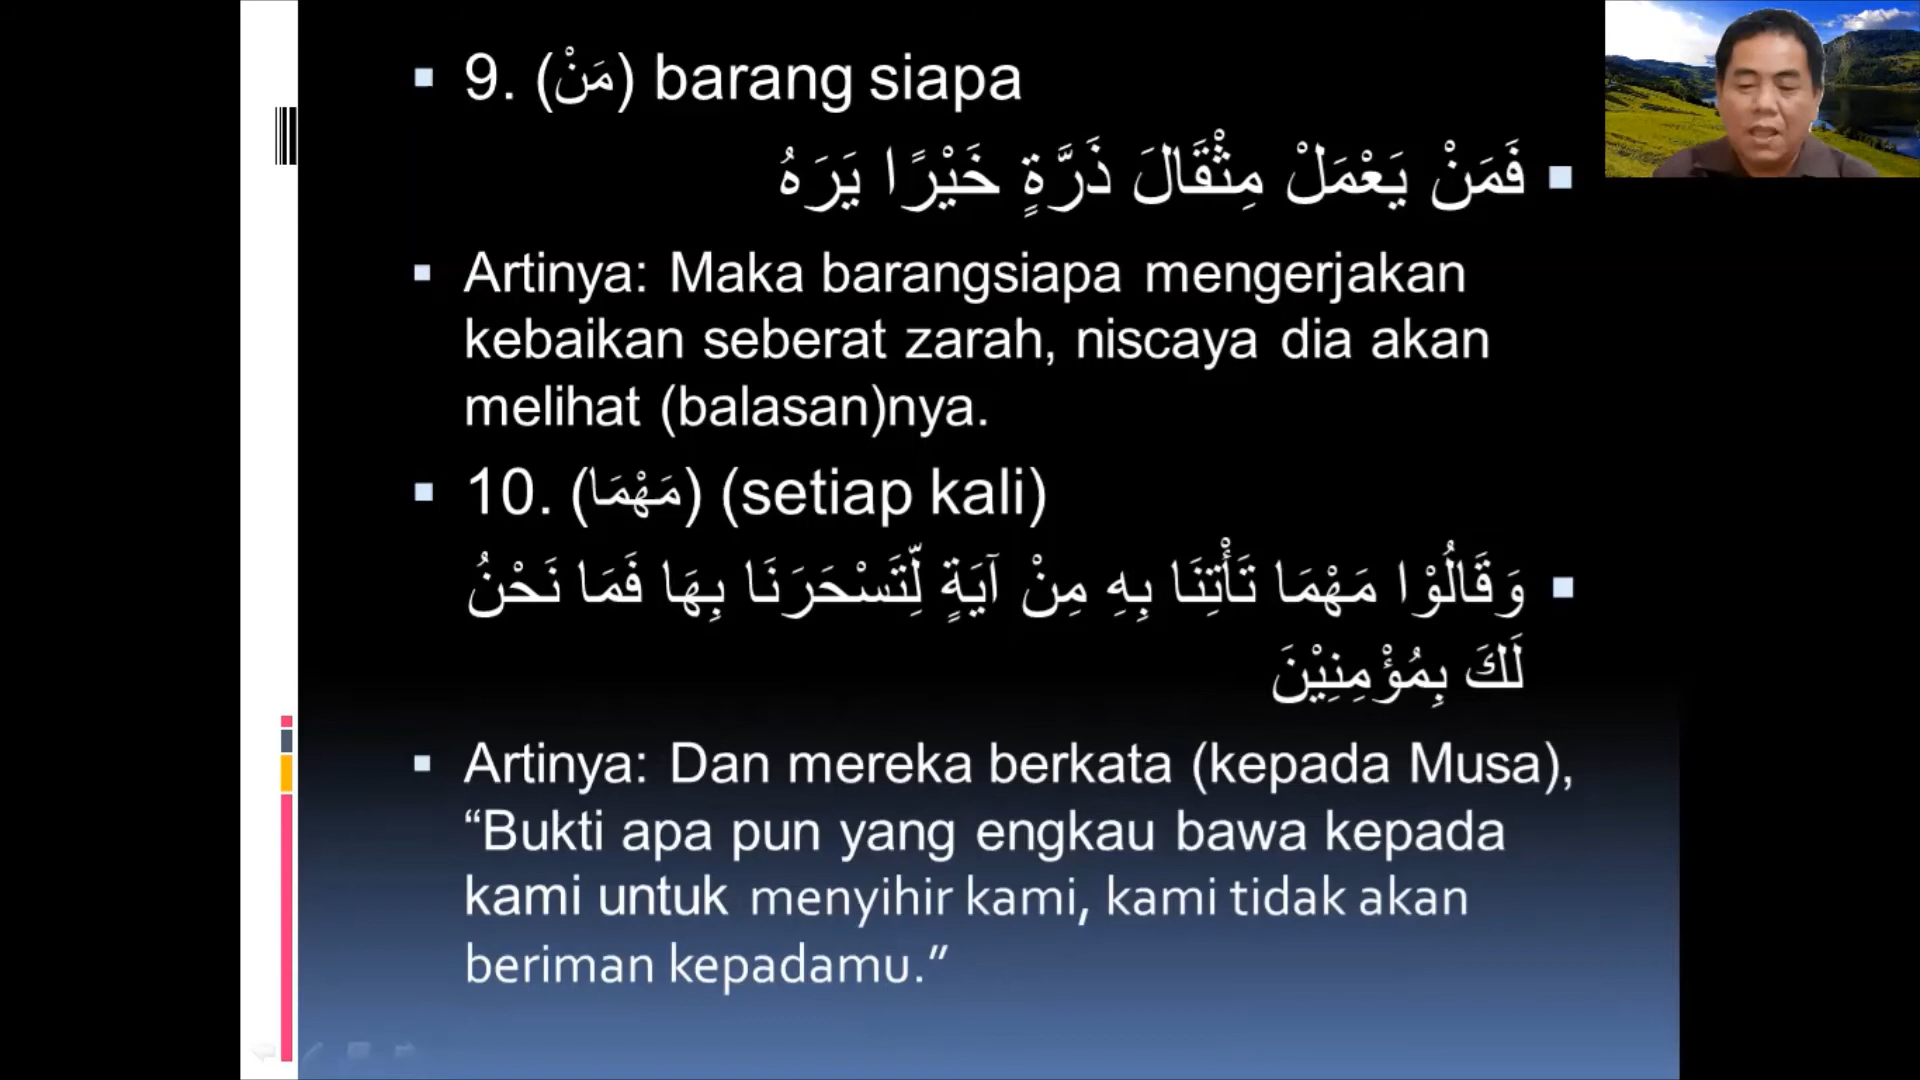 9. (مَنْ) barang siapa
فَمَنْ يَعْمَلْ مِثْقَالَ ذَرَّةٍ خَيْرًا يَرَهُ
Artinya: Maka barangsiapa mengerjakan
kebaikan seberat zarah, niscaya dia akan
melihat (balasan)nya.
10. (مَهْمَا) (setiap kali)
وَقَالُوْا مَهْمَا تَأْتِنَا بِهِ مِنْ آيَةٍ لِّتَسْحَرَنَا بِهَا فَمَا نَحْنُ
لَكَ بِمُؤْمِنِيْنَ
Artinya: Dan mereka berkata (kepada Musa),
“Bukti apa pun yang engkau bawa kepada
kami untuk menyihir kami, kami tidak akan
beriman kepadamu.”